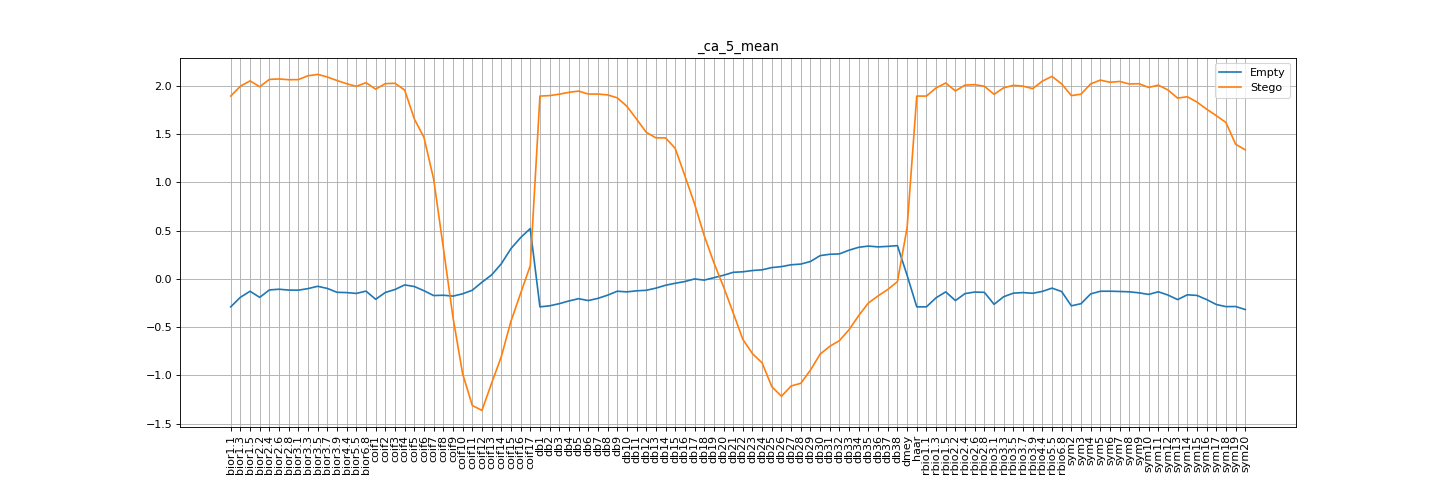 _ca_5_mean
Empty
Stego
2.0
1.5
1.0
0.5
0.0
−0.5
−1.0
−1.5
bior1.1
bior1.3
bior1.5
bior2.2
bior2.4
bior2.6
bior2.8
bior3.1
bior3.3
bior3.5
bior3.7
bior3.9
bior4.4
bior5.5
bior6.8
coif1
coif2
coif3
coif4
coif5
coif6
coif7
coif8
coif9
coif10
coif11
coif12
coif13
coif14
coif15
coif16
coif17
db1
db2
db3
db4
db5
db6
db7
db8
db9
db10
db11
db12
db13
db14
db15
db16
db17
db18
db19
db20
db21
db22
db23
db24
db25
db26
db27
db28
db29
db30
db31
db32
db33
db34
db35
db36
db37
db38
dmey
haar
rbio1.1
rbio1.3
rbio1.5
rbio2.2
rbio2.4
rbio2.6
rbio2.8
rbio3.1
rbio3.3
rbio3.5
rbio3.7
rbio3.9
rbio4.4
rbio5.5
rbio6.8
sym2
sym3
sym4
sym5
sym6
sym7
sym8
sym9
sym10
sym11
sym12
sym13
sym14
sym15
sym16
sym17
sym18
sym19
sym20